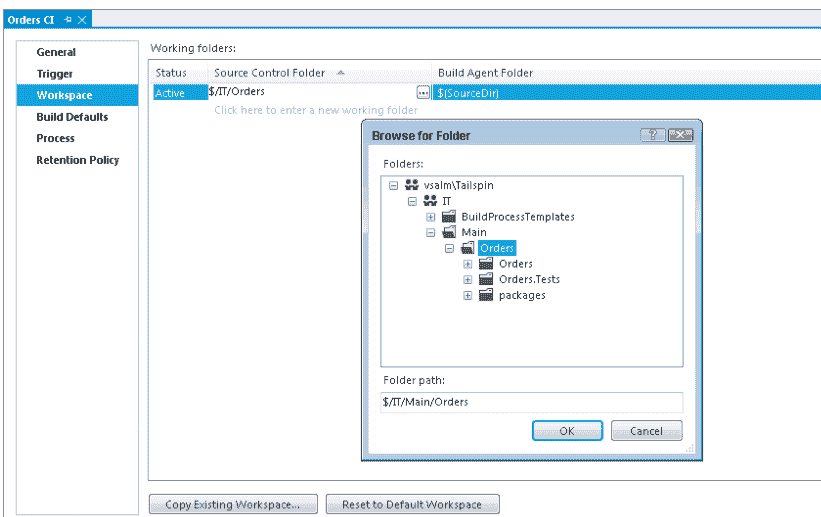 Orders CI
General
Trigger
Workspace
Build Defaults
Process
Retention Policy
Working folders:
Status Source Control Folder Build Agent Folder
Active $/IT/Orders ... $(SourceDir)
Click here to enter a new working folder
Browse for Folder ?
Folders:
vsalm\Tailspin
IT
BuildProcessTemplates
Main
Orders
Orders
Orders.Tests
packages
Folder path:
$/IT/Main/Orders
OK Cancel
Copy Existing Workspace... Reset to Default Workspace